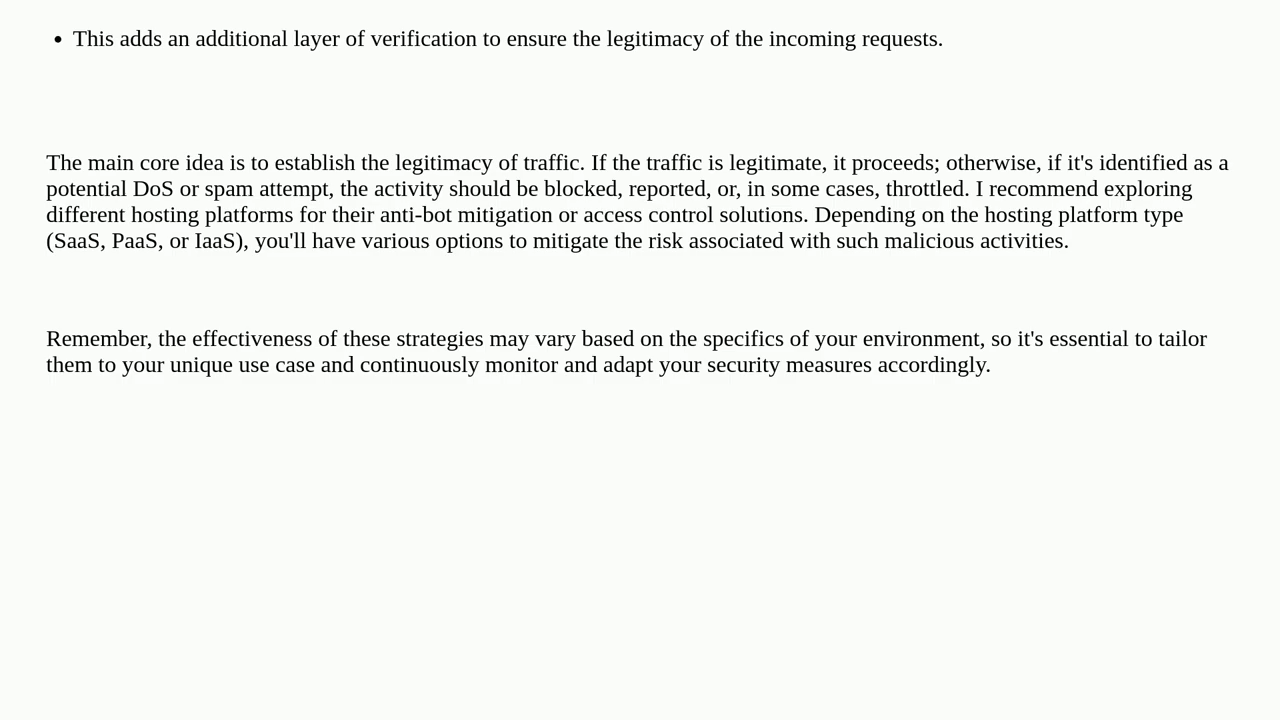 • This adds an additional layer of verification to ensure the legitimacy of the incoming requests.
The main core idea is to establish the legitimacy of traffic. If the traffic is legitimate, it proceeds; otherwise, if it's identified as a
potential DoS or spam attempt, the activity should be blocked, reported, or, in some cases, throttled. I recommend exploring
different hosting platforms for their anti-bot mitigation or access control solutions. Depending on the hosting platform type
(SaaS, PaaS, or IaaS), you'll have various options to mitigate the risk associated with such malicious activities.
Remember, the effectiveness of these strategies may vary based on the specifics of your environment, so it's essential to tailor
them to your unique use case and continuously monitor and adapt your security measures accordingly.